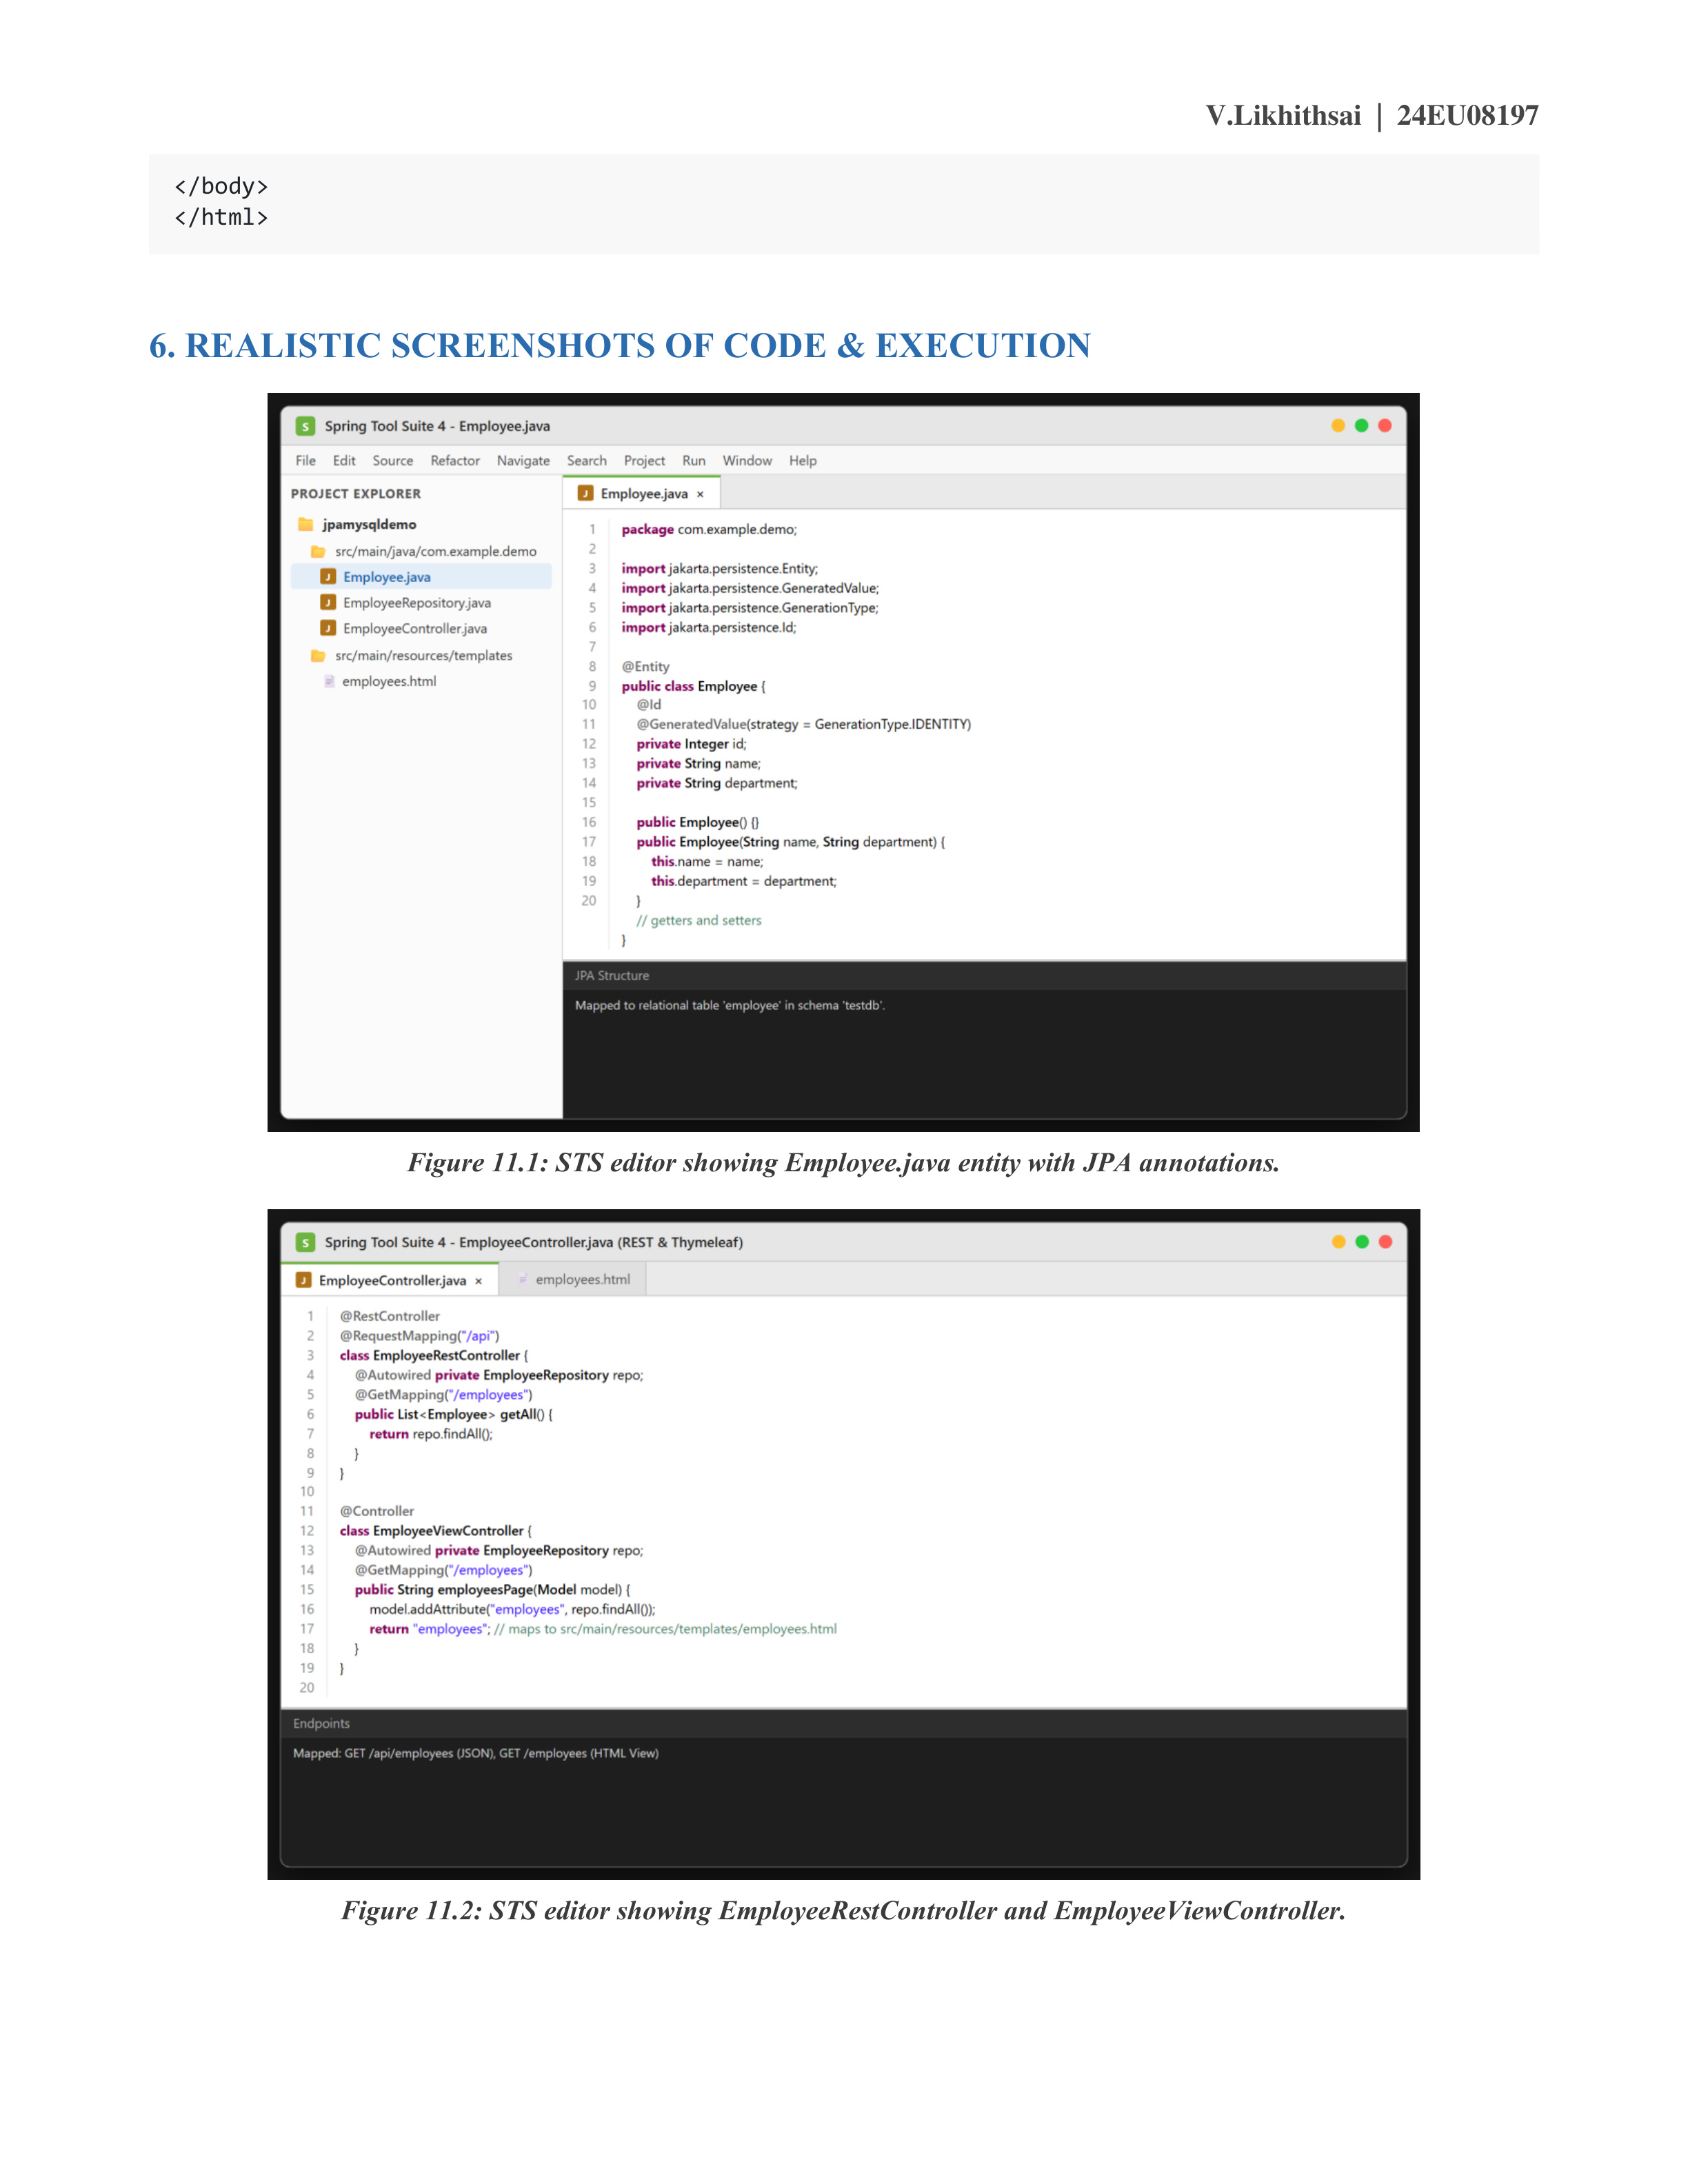 V.Likhithsai | 24EU08197
</body>
</html>
6. REALISTIC SCREENSHOTS OF CODE & EXECUTION
S Spring Tool Suite 4 - Employee.java
File Edit Source Refactor Navigate Search Project Run Window Help
PROJECT EXPLORER
jpamysqldemo
src/main/java/com.example.demo
J Employee.java
J EmployeeRepository.java
J EmployeeController.java
src/main/resources/templates
employees.html
J Employee.java ×
1 package com.example.demo;
2
3 import jakarta.persistence.Entity;
4 import jakarta.persistence.GeneratedValue;
5 import jakarta.persistence.GenerationType;
6 import jakarta.persistence.Id;
7
8 @Entity
9 public class Employee {
10 @Id
11 @GeneratedValue(strategy = GenerationType.IDENTITY)
12 private Integer id;
13 private String name;
14 private String department;
15
16 public Employee() {}
17 public Employee(String name, String department) {
18 this.name = name;
19 this.department = department;
20 }
// getters and setters
}
JPA Structure
Mapped to relational table 'employee' in schema 'testdb'.
Figure 11.1: STS editor showing Employee.java entity with JPA annotations.
S Spring Tool Suite 4 - EmployeeController.java (REST & Thymeleaf)
J EmployeeController.java × employees.html
1 @RestController
2 @RequestMapping("/api")
3 class EmployeeRestController {
4 @Autowired private EmployeeRepository repo;
5 @GetMapping("/employees")
6 public List<Employee> getAll() {
7 return repo.findAll();
8 }
9 }
10
11 @Controller
12 class EmployeeViewController {
13 @Autowired private EmployeeRepository repo;
14 @GetMapping("/employees")
15 public String employeesPage(Model model) {
16 model.addAttribute("employees", repo.findAll());
17 return "employees"; // maps to src/main/resources/templates/employees.html
18 }
19 }
20
Endpoints
Mapped: GET /api/employees (JSON), GET /employees (HTML View)
Figure 11.2: STS editor showing EmployeeRestController and EmployeeViewController.